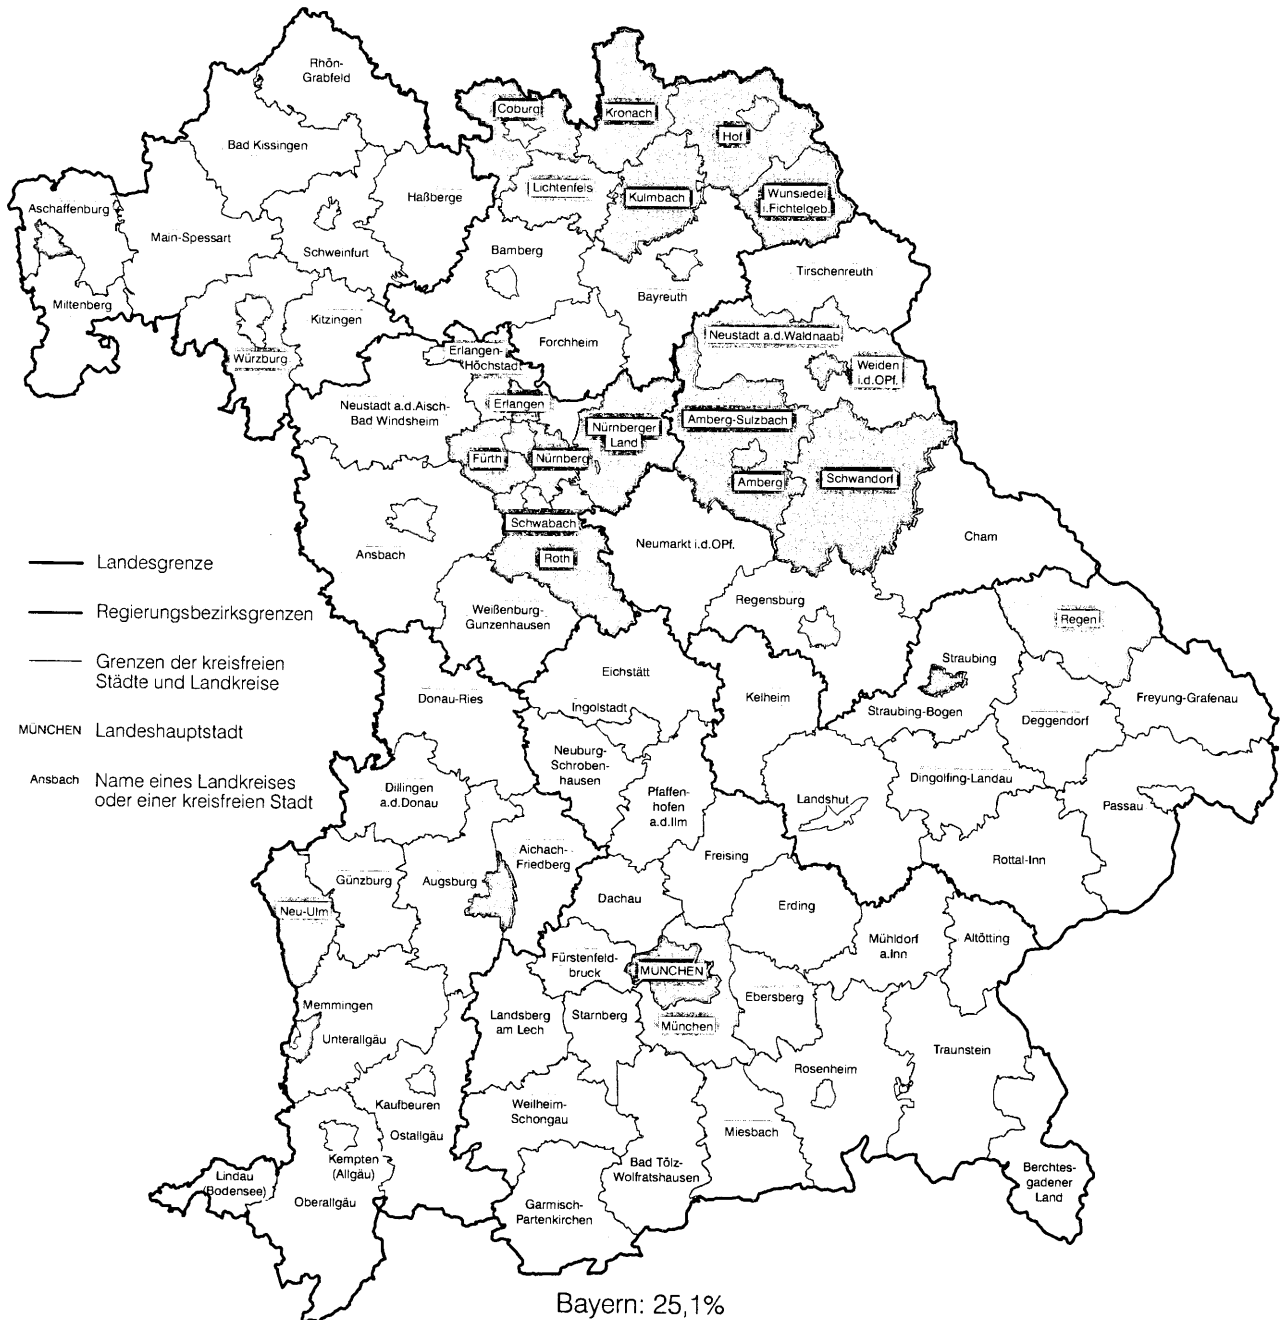 Rhön-
Grabfeld
Coburg
Kronach
Hof
Bad Kissingen
Lichtenfels
Kulmbach
Wunsiedel
i.Fichtelgeb.
Haßberge
Aschaffenburg
Main-Spessart
Schweinfurt
Bamberg
Tirschenreuth
Bayreuth
Miltenberg
Kitzingen
Würzburg
Forchheim
Neustadt a.d.Waldnaab
Erlangen-
Höchstadt
Weiden
i.d.OPf.
Neustadt a.d.Aisch-
Bad Windsheim
Erlangen
Nürnberger
Land
Amberg-Sulzbach
Fürth
Nürnberg
Amberg
Schwandorf
Schwabach
Ansbach
Roth
Neumarkt i.d.OPf.
Cham
Landesgrenze
Regierungsbezirksgrenzen
Grenzen der kreisfreien
Städte und Landkreise
MÜNCHEN Landeshauptstadt
Ansbach Name eines Landkreises
oder einer kreisfreien Stadt
Weißenburg-
Gunzenhausen
Regensburg
Regen
Straubing
Eichstätt
Donau-Ries
Ingolstadt
Kelheim
Straubing-Bogen
Deggendorf
Freyung-Grafenau
Neuburg-
Schroben-
hausen
Dillingen
a.d.Donau
Pfaffen-
hofen
a.d.Ilm
Landshut
Dingolfing-Landau
Passau
Aichach-
Friedberg
Freising
Rottal-Inn
Günzburg
Augsburg
Neu-Ulm
Dachau
Erding
Mühldorf
a.Inn
Altötting
Fürstenfeld-
bruck
MÜNCHEN
Ebersberg
Memmingen
Unterallgäu
Landsberg
am Lech
Starnberg
München
Traunstein
Rosenheim
Kaufbeuren
Ostallgäu
Weilheim-
Schongau
Miesbach
Kempten
(Allgäu)
Lindau
(Bodensee)
Oberallgäu
Bad Tölz-
Wolfratshausen
Garmisch-
Partenkirchen
Berchtes-
gadener
Land
Bayern: 25,1%